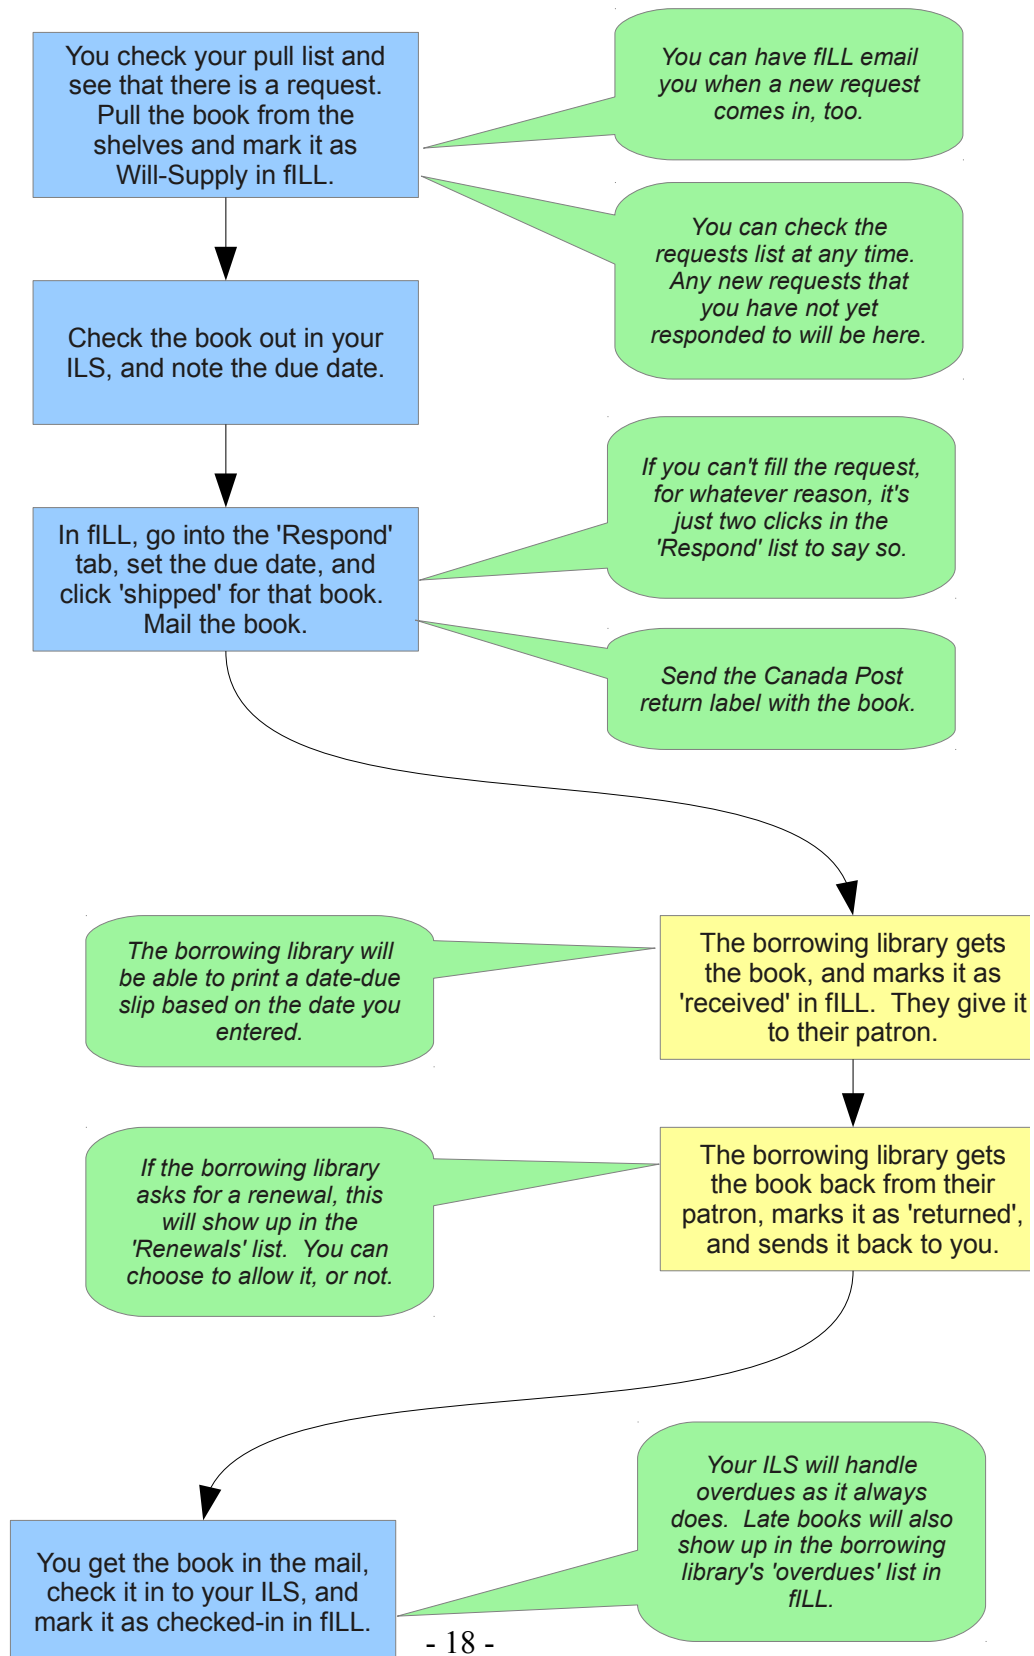 You check your pull list and
see that there is a request.
Pull the book from the
shelves and mark it as
Will-Supply in fILL.
You can have fILL email
you when a new request
comes in, too.
You can check the
requests list at any time.
Any new requests that
you have not yet
responded to will be here.
Check the book out in your
ILS, and note the due date.
If you can't fill the request,
for whatever reason, it's
just two clicks in the
'Respond' list to say so.
In fILL, go into the 'Respond'
tab, set the due date, and
click 'shipped' for that book.
Mail the book.
Send the Canada Post
return label with the book.
The borrowing library gets
the book, and marks it as
'received' in fILL.  They give it
to their patron.
The borrowing library will
be able to print a date-due
slip based on the date you
entered.
The borrowing library gets
the book back from their
patron, marks it as 'returned',
and sends it back to you.
If the borrowing library
asks for a renewal, this
will show up in the
'Renewals' list.  You can
choose to allow it, or not.
Your ILS will handle
overdues as it always
does.  Late books will also
show up in the borrowing
library's 'overdues' list in
fILL.
You get the book in the mail,
check it in to your ILS, and
mark it as checked-in in fILL.
- 18 -